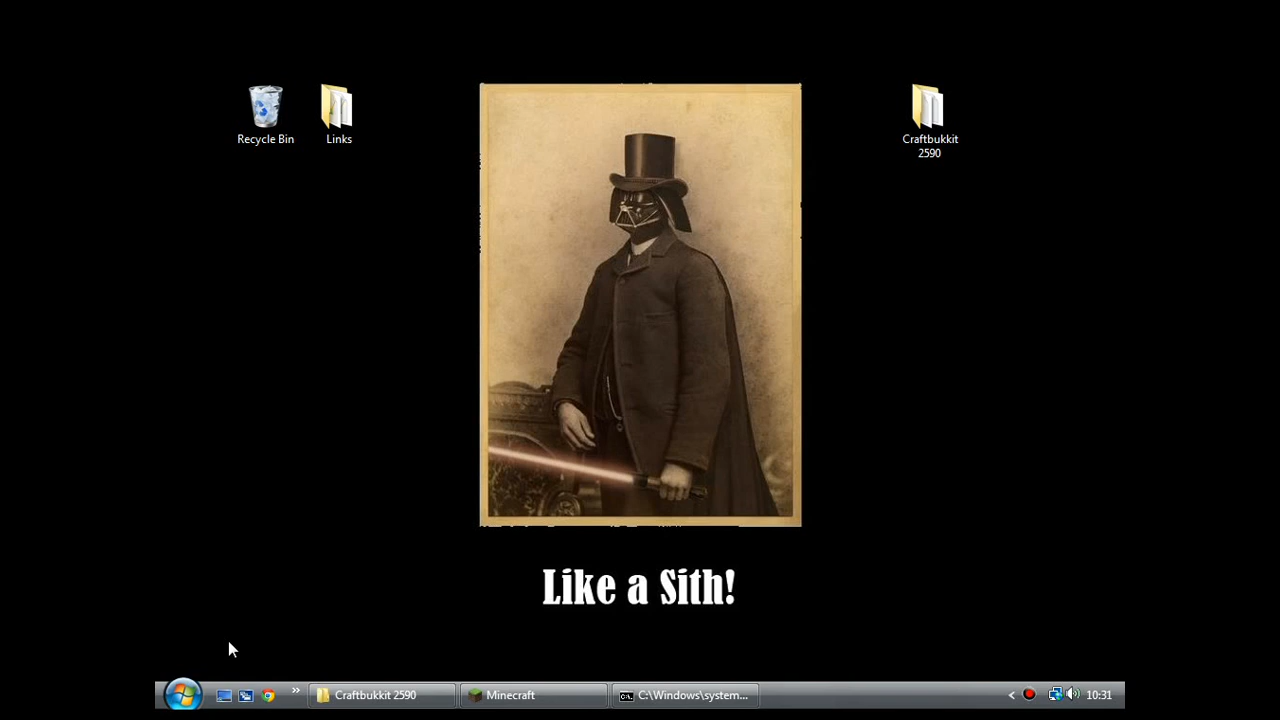 Recycle Bin
Links
Craftbukkit
2590
Like a Sith!
Craftbukkit 2590
Minecraft
C:\Windows\system...
10:31